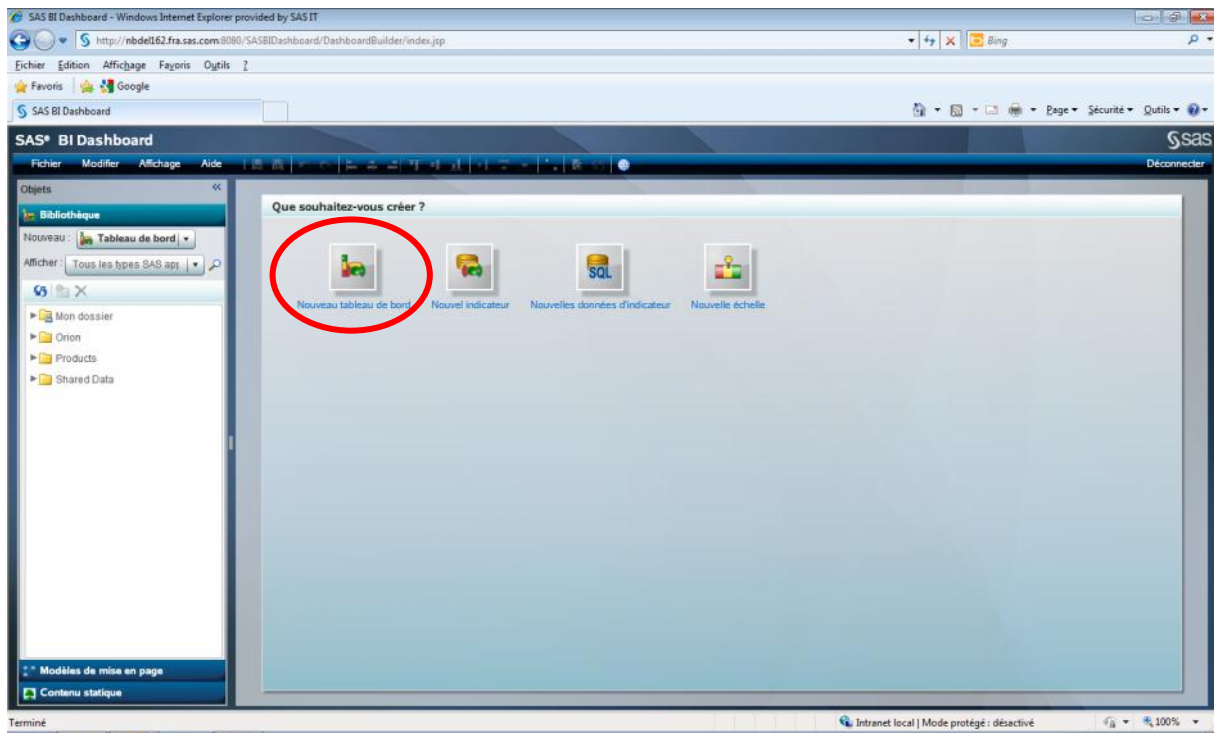 SAS BI Dashboard - Windows Internet Explorer provided by SAS IT
http://nbdel162.fra.sas.com:8080/SASBIDashboard/DashboardBuilder/index.jsp
Bing
Fichier Edition Affichage Favoris Outils ?
Favoris Google
SAS BI Dashboard
Page Sécurité Outils
SAS® BI Dashboard
sas
Fichier Modifier Affichage Aide
Déconnecter
Objets
Bibliothèque
Nouveau : Tableau de bord
Afficher : Tous les types SAS app
Mon dossier
Orion
Products
Shared Data
Modèles de mise en page
Contenu statique
Que souhaitez-vous créer ?
SQL
Nouveau tableau de bord Nouvel indicateur Nouvelles données d'indicateur Nouvelle échelle
Terminé
Intranet local | Mode protégé : désactivé
100%